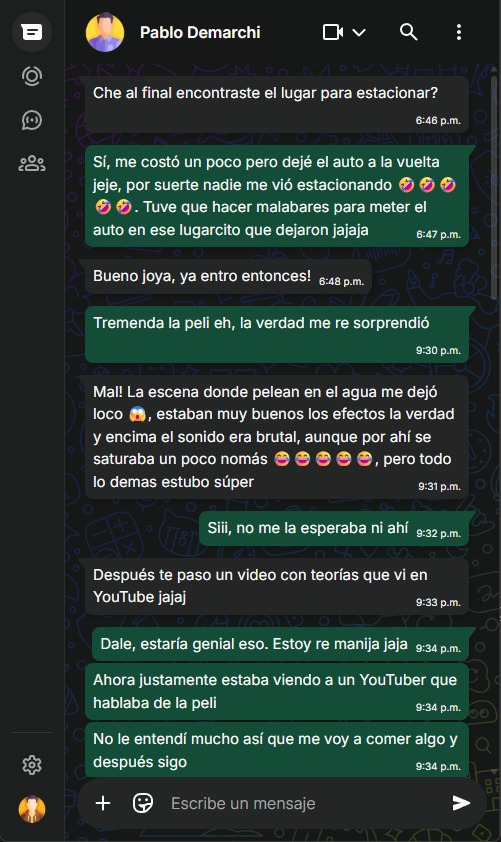 Pablo Demarchi
Che al final encontraste el lugar para estacionar?
6:46 p.m.
Sí, me costó un poco pero dejé el auto a la vuelta
jeje, por suerte nadie me vió estacionando 🤣🤣🤣
🤣🤣. Tuve que hacer malabares para meter el
auto en ese lugarcito que dejaron jajaja
6:47 p.m.
Bueno joya, ya entro entonces! 6:48 p.m.
Tremenda la peli eh, la verdad me re sorprendió
9:30 p.m.
Mal! La escena donde pelean en el agua me dejó
loco 😱, estaban muy buenos los efectos la verdad
y encima el sonido era brutal, aunque por ahí se
saturaba un poco nomás 😂😂😂😂😂, pero todo
lo demas estubo súper
9:31 p.m.
Siii, no me la esperaba ni ahí 9:32 p.m.
Después te paso un video con teorías que vi en
YouTube jajaj
9:33 p.m.
Dale, estaría genial eso. Estoy re manija jaja 9:34 p.m.
Ahora justamente estaba viendo a un YouTuber que
hablaba de la peli
9:34 p.m.
No le entendí mucho así que me voy a comer algo y
después sigo
9:34 p.m.
Escribe un mensaje